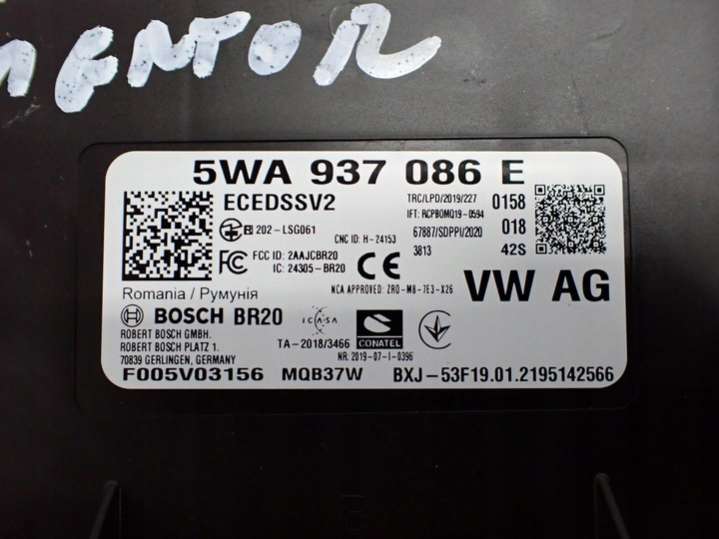 MENTOR
5WA 937 086 E
ECEDSSV2
TRC/LPD/2019/227
0158
IFT: RCPBOMQ19-0594
202-LSG061
CNC ID: H-24153
67887/SDPPI/2020
018
FC
FCC ID: 2AAJCBR20
IC: 24305-BR20
CE
3813
42S
Romania / Румунія
NCA APPROVED: ZRO-M8-7E3-X26
VW AG
BOSCH BR20
ICASA
CONATEL
ROBERT BOSCH GMBH.
ROBERT BOSCH PLATZ 1.
70839 GERLINGEN, GERMANY
TA-2018/3466
NR: 2019-07-I-0396
F005V03156
MQB37W
BXJ-53F19.01.2195142566